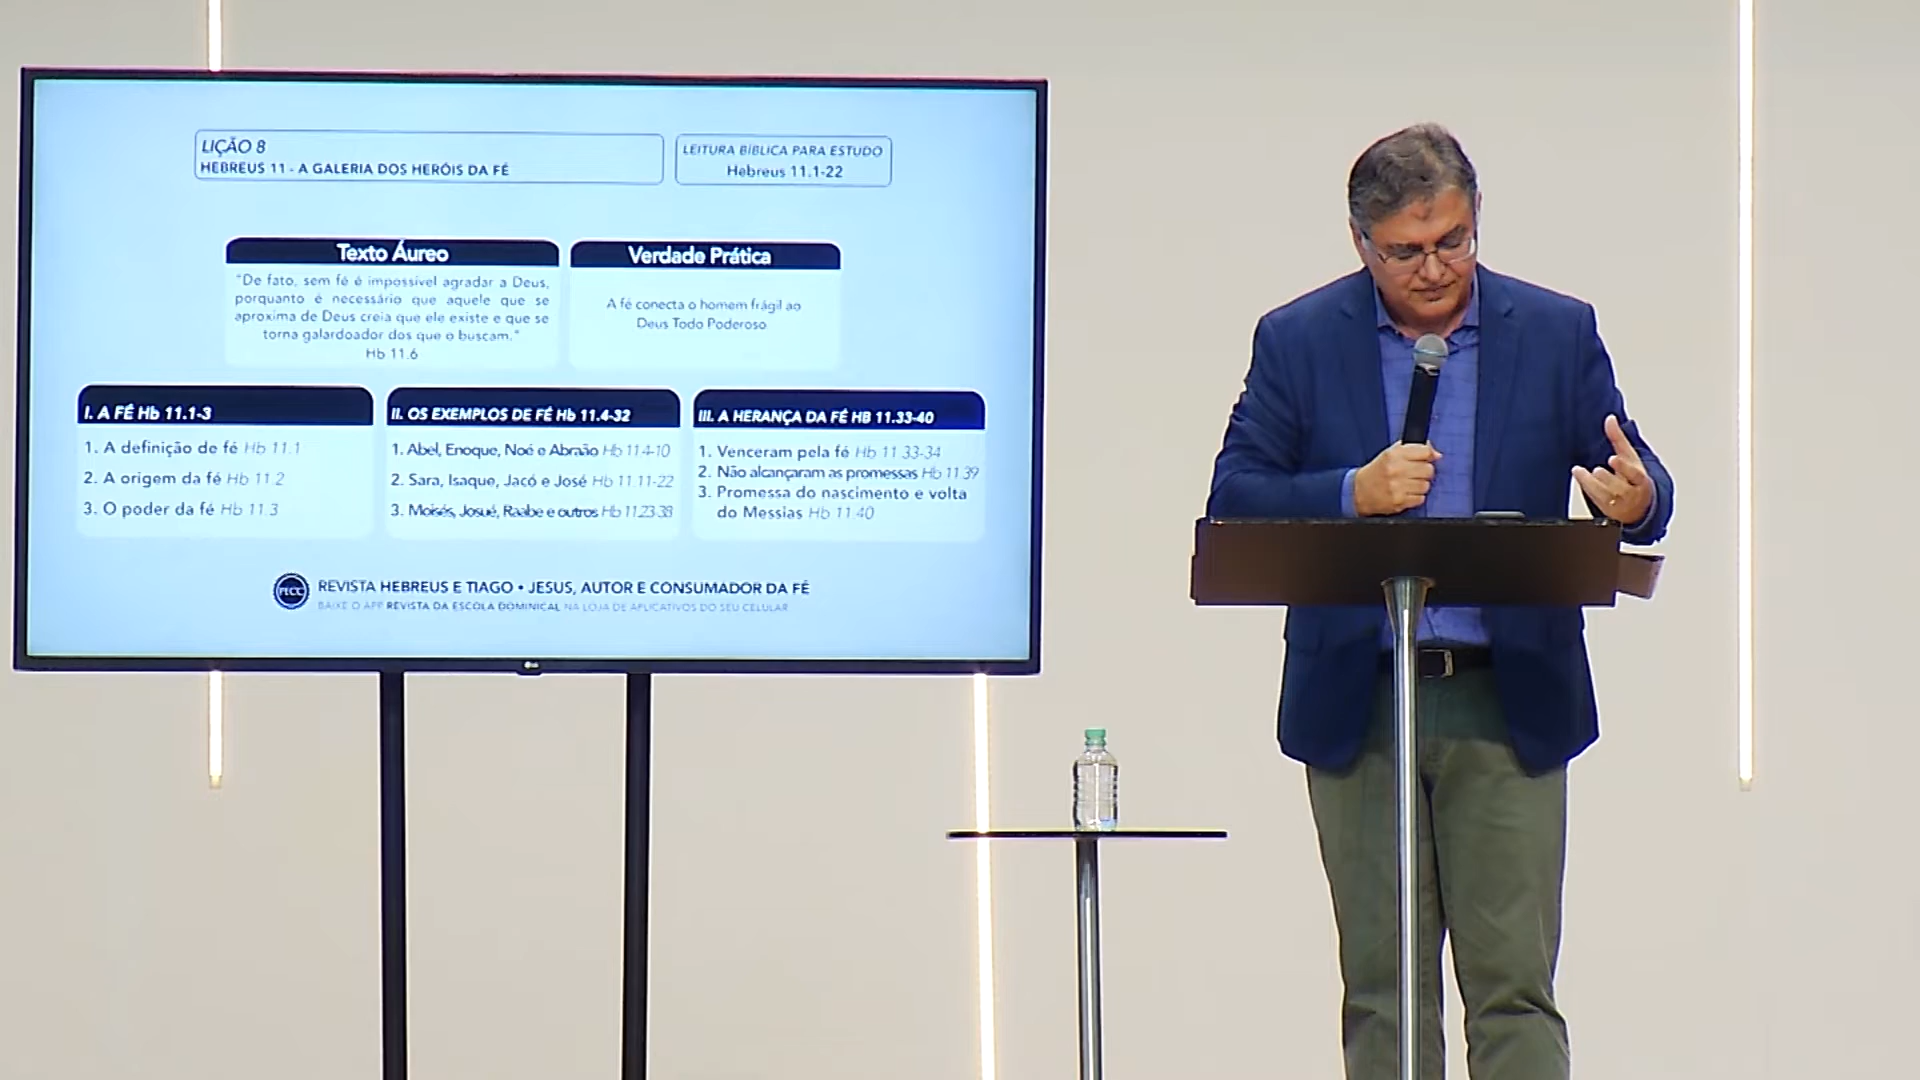 LIÇÃO 8
HEBREUS 11 - A GALERIA DOS HERÓIS DA FÉ
LEITURA BÍBLICA PARA ESTUDO
Hebreus 11.1-22
Texto Áureo
"De fato, sem fé é impossível agradar a Deus,
porquanto é necessário que aquele que se
aproxima de Deus creia que ele existe e que se
torna galardoador dos que o buscam."
Hb 11.6
Verdade Prática
A fé conecta o homem frágil ao
Deus Todo Poderoso
I. A FÉ Hb 11.1-3
1. A definição de fé Hb 11.1
2. A origem da fé Hb 11.2
3. O poder da fé Hb 11.3
II. OS EXEMPLOS DE FÉ Hb 11.4-32
1. Abel, Enoque, Noé e Abraão Hb 11.4-10
2. Sara, Isaque, Jacó e José Hb 11.11-22
3. Moisés, Josué, Raabe e outros Hb 11.23-38
III. A HERANÇA DA FÉ HB 11.33-40
1. Venceram pela fé Hb 11.33-34
2. Não alcançaram as promessas Hb 11.39
3. Promessa do nascimento e volta
do Messias Hb 11.40
PECC
REVISTA HEBREUS E TIAGO • JESUS, AUTOR E CONSUMADOR DA FÉ
BAIXE O APP REVISTA DA ESCOLA DOMINICAL NA LOJA DE APLICATIVOS DO SEU CELULAR
LG